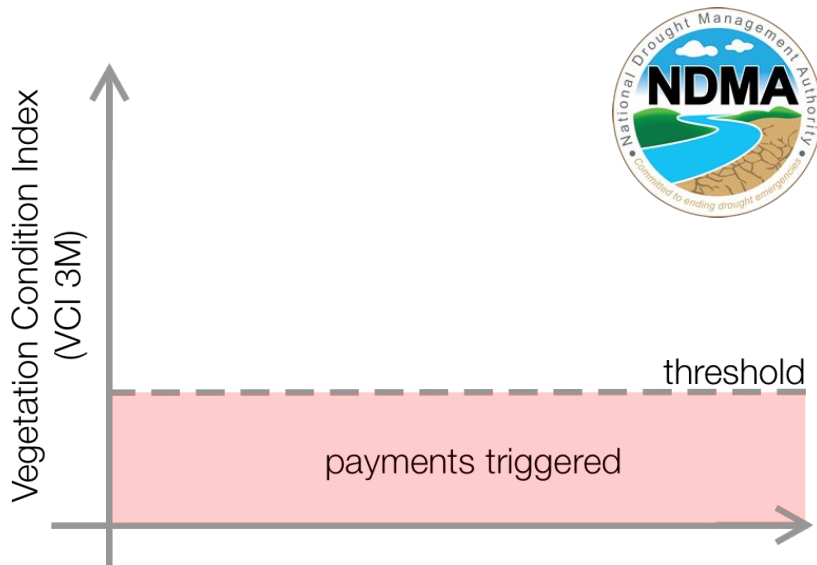 National Drought Management Authority
NDMA
Committed to ending drought emergencies
Vegetation Condition Index
(VCI 3M)
threshold
payments triggered